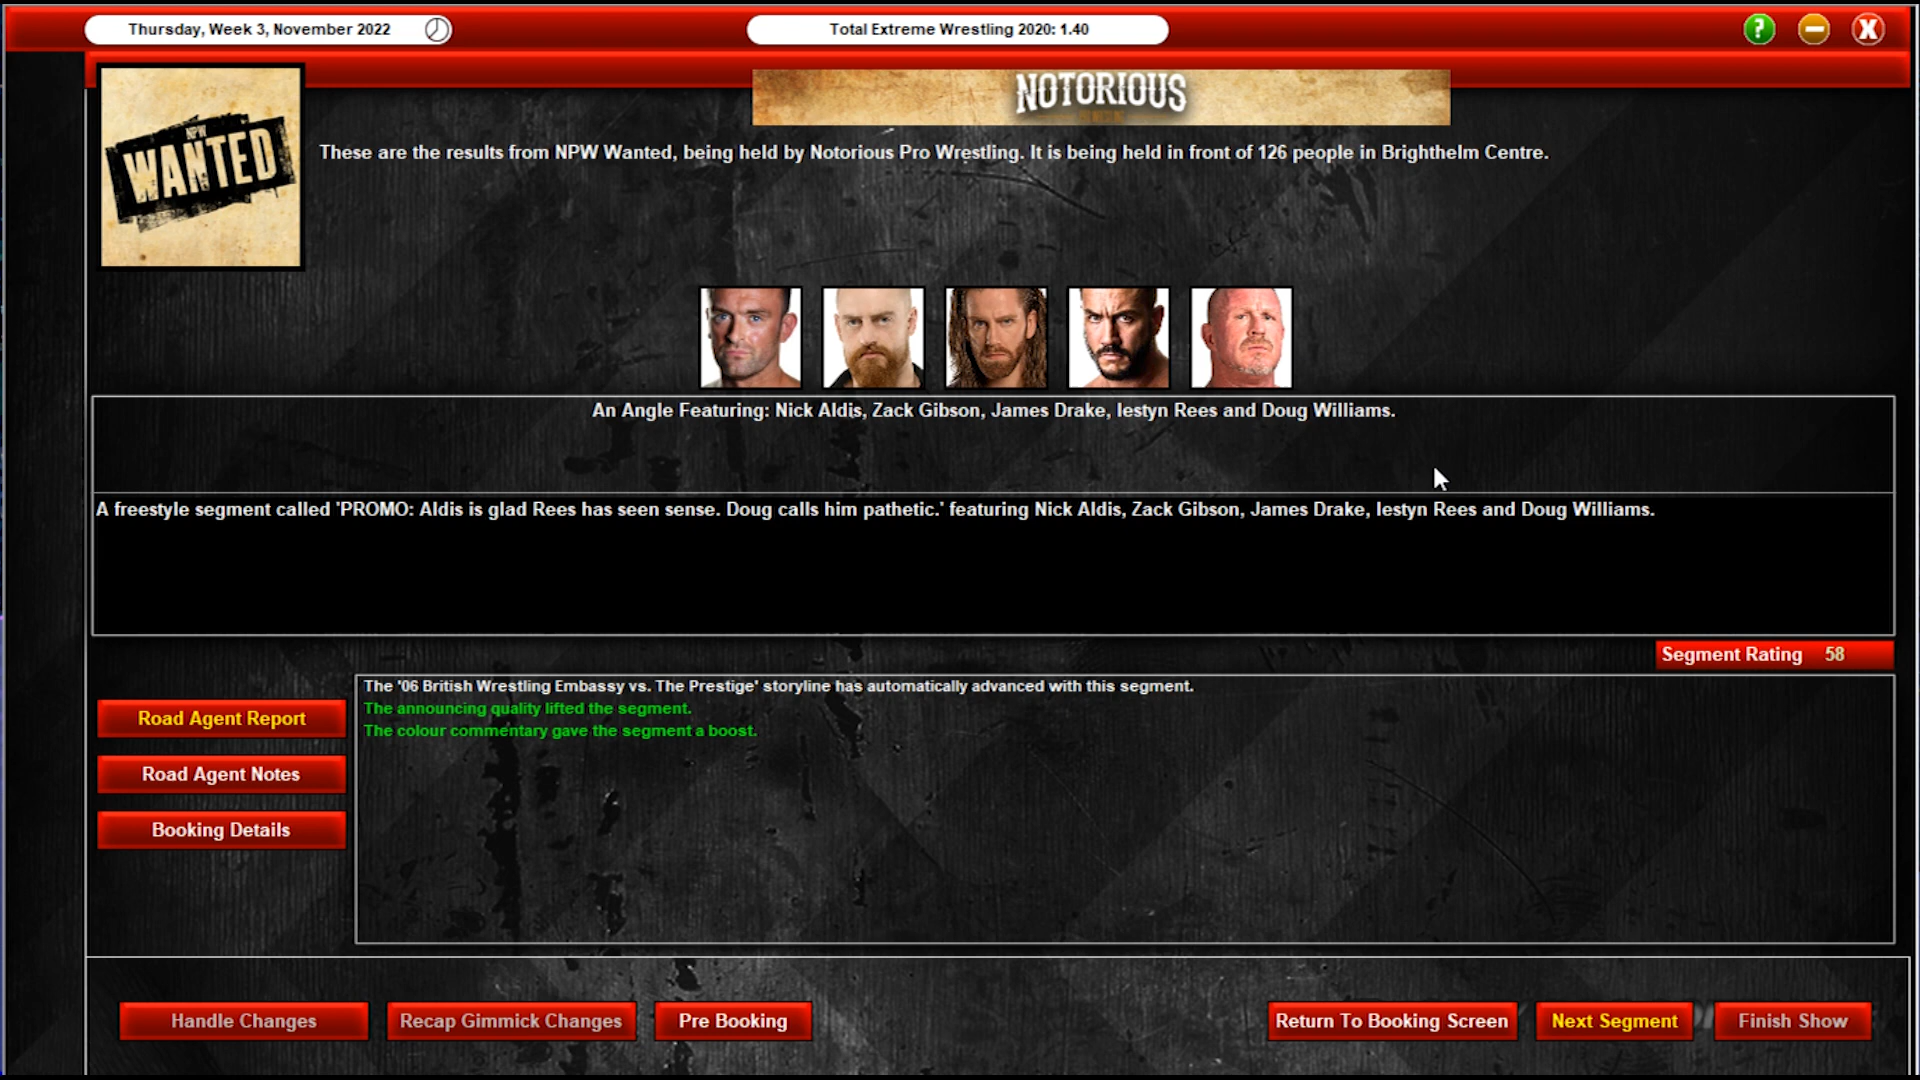 Thursday, Week 3, November 2022
Total Extreme Wrestling 2020: 1.40
?
X
NPW
WANTED
NOTORIOUS
These are the results from NPW Wanted, being held by Notorious Pro Wrestling. It is being held in front of 126 people in Brighthelm Centre.
An Angle Featuring: Nick Aldis, Zack Gibson, James Drake, Iestyn Rees and Doug Williams.
A freestyle segment called 'PROMO: Aldis is glad Rees has seen sense. Doug calls him pathetic.' featuring Nick Aldis, Zack Gibson, James Drake, Iestyn Rees and Doug Williams.
Segment Rating 58
The '06 British Wrestling Embassy vs. The Prestige' storyline has automatically advanced with this segment.
The announcing quality lifted the segment.
The colour commentary gave the segment a boost.
Road Agent Report
Road Agent Notes
Booking Details
Handle Changes
Recap Gimmick Changes
Pre Booking
Return To Booking Screen
Next Segment
Finish Show